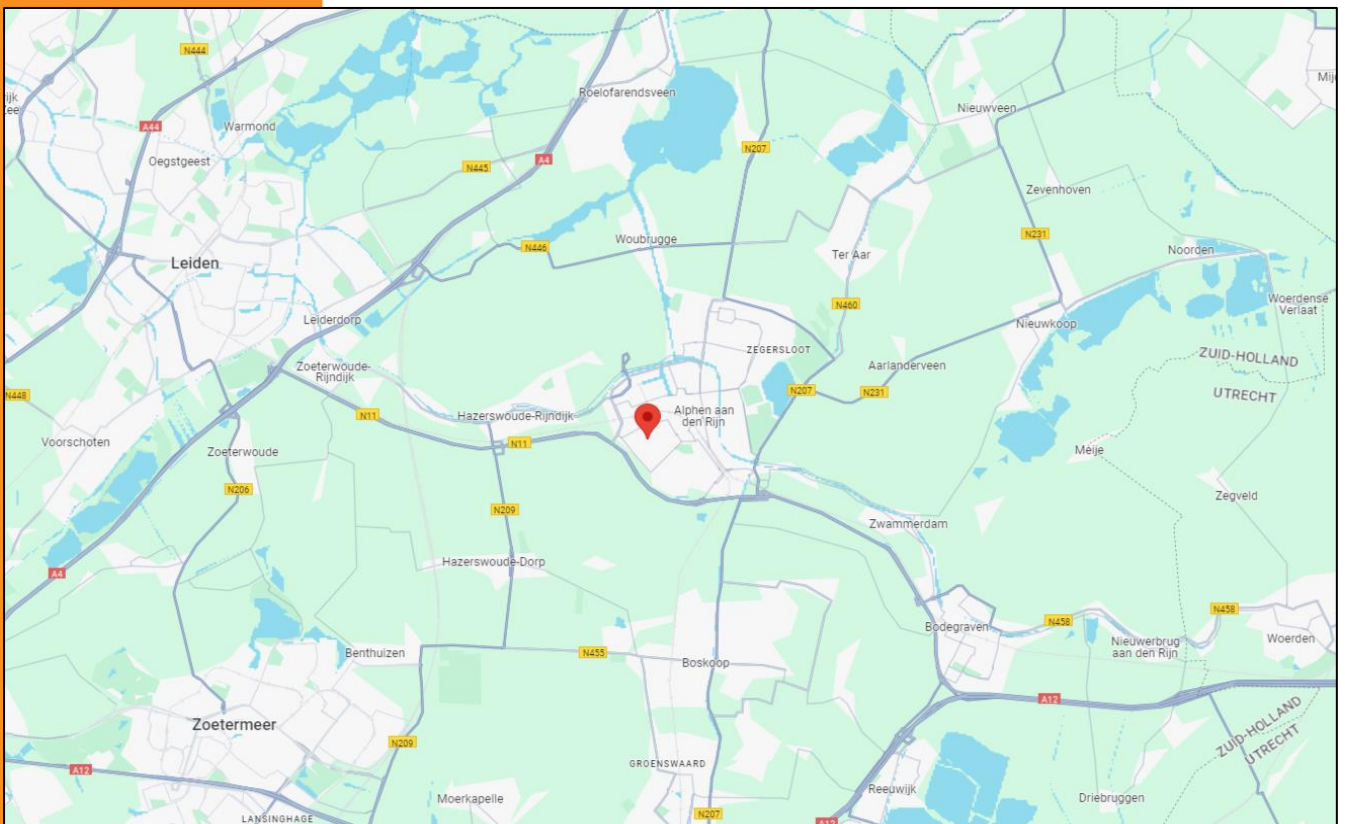 N444
Roelofarendsveen
Nieuwveen
Mij
ijk
Zee
A44
Warmond
N207
Oegstgeest
A4
N445
Zevenhoven
Woubrugge
N446
N231
Noorden
Ter Aar
Leiden
Woerdense
Verlaat
N460
Leiderdorp
Nieuwkoop
ZEGERSLOOT
ZUID-HOLLAND
Zoeterwoude-
Rijndijk
Aarlanderveen
N448
N207
N231
UTRECHT
N11
Hazerswoude-Rijndijk
Alphen aan
den Rijn
Voorschoten
N11
Zoeterwoude
Meije
N206
Zegveld
N209
Zwammerdam
Hazerswoude-Dorp
A4
N458
N458
Bodegraven
Nieuwerbrug
aan den Rijn
Woerden
Benthuizen
N455
Boskoop
A12
Zoetermeer
ZUID-HOLLAND
UTRECHT
N209
GROENSWAARD
A12
Reeuwijk
Moerkapelle
Driebruggen
N207
LANSINGHAGE
A12